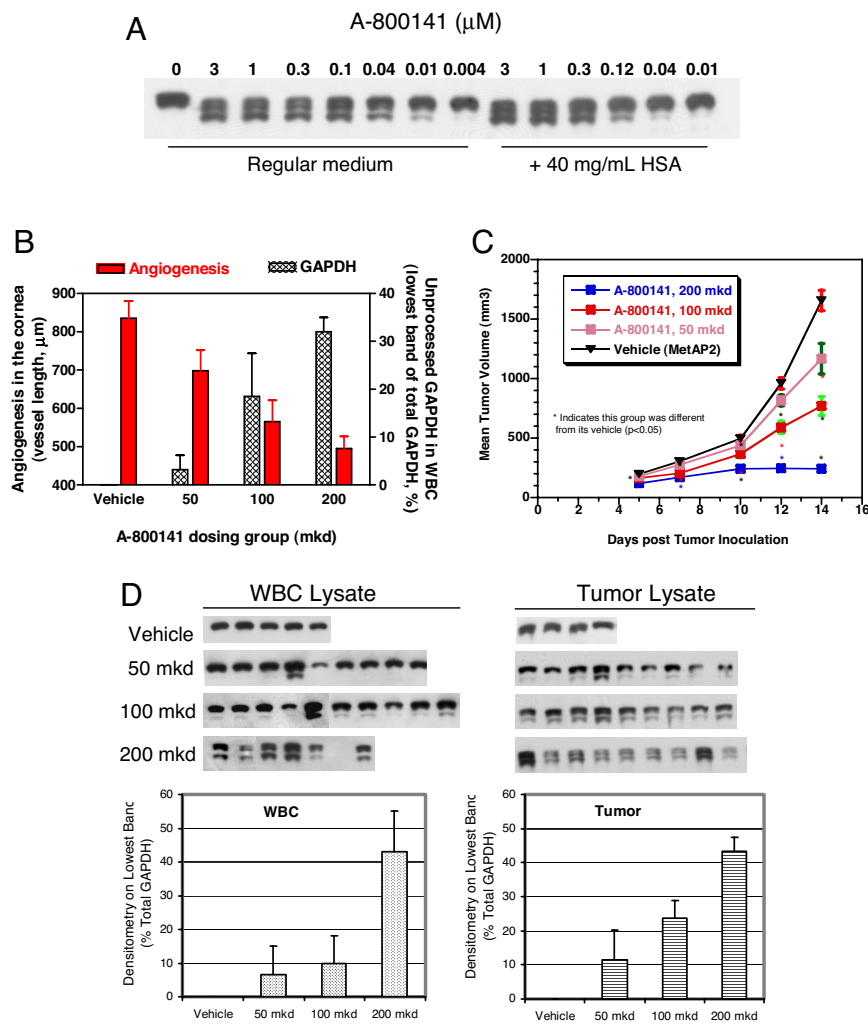 A
A-800141 (μM)
0 3 1 0.3 0.1 0.04 0.01 0.004 3 1 0.3 0.12 0.04 0.01
Regular medium + 40 mg/mL HSA
B
Angiogenesis GAPDH
Angiogenesis in the cornea
(vessel length, μm)
900
800
700
600
500
400
40
30
20
10
0
Unprocessed GAPDH in WBC
(lowest band of total GAPDH, %)
Vehicle 50 100 200
A-800141 dosing group (mkd)
C
Mean Tumor Volume (mm3)
2000
1800
1500
1300
1000
750
500
250
0
A-800141, 200 mkd
A-800141, 100 mkd
A-800141, 50 mkd
Vehicle (MetAP2)
* Indicates this group was different
from its vehicle (p<0.05)
0 2 4 6 8 10 12 14 16
Days post Tumor Inoculation
D
WBC Lysate Tumor Lysate
Vehicle
50 mkd
100 mkd
200 mkd
Densitometry on Lowest Band
(% Total GAPDH)
60
50
40
30
20
10
0
WBC
Vehicle 50 mkd 100 mkd 200 mkd
Densitometry on Lowest Band
(% Total GAPDH)
60
50
40
30
20
10
0
Tumor
Vehicle 50 mkd 100 mkd 200 mkd